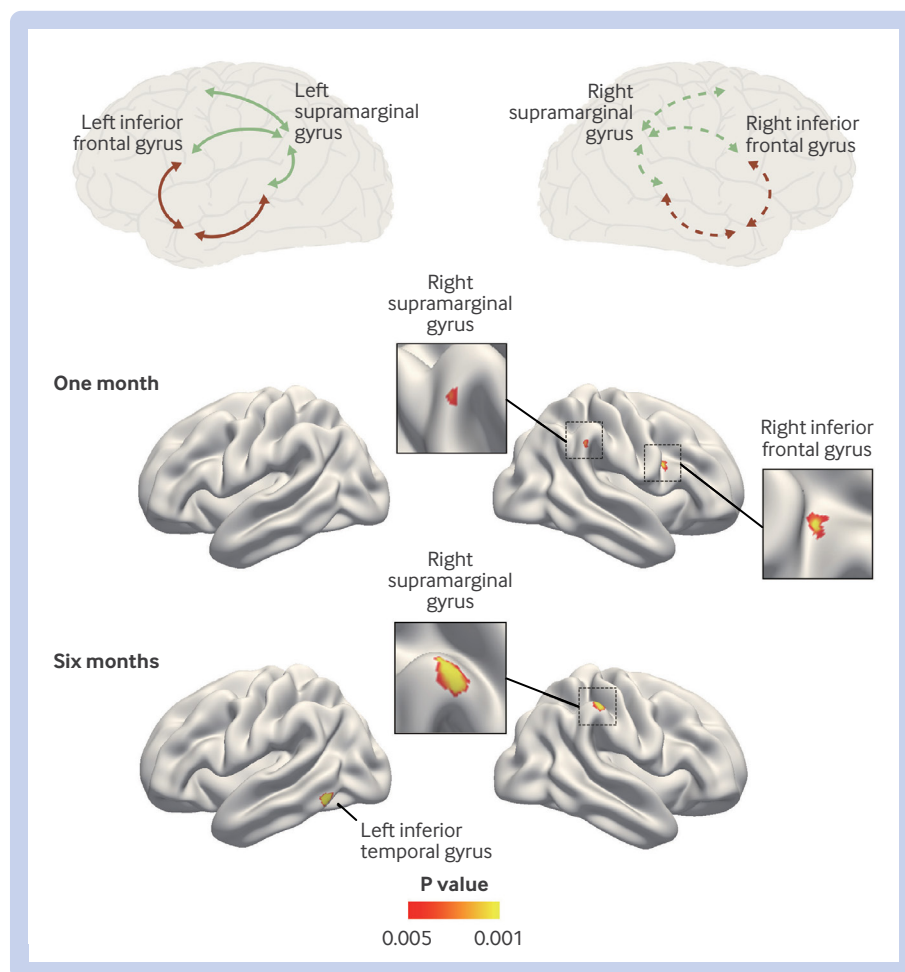 Left
supramarginal
gyrus
Left inferior
frontal gyrus
Right
supramarginal
gyrus
Right inferior
frontal gyrus
Right
supramarginal
gyrus
One month
Right inferior
frontal gyrus
Right
supramarginal
gyrus
Six months
Left inferior
temporal gyrus
P value
0.005 0.001